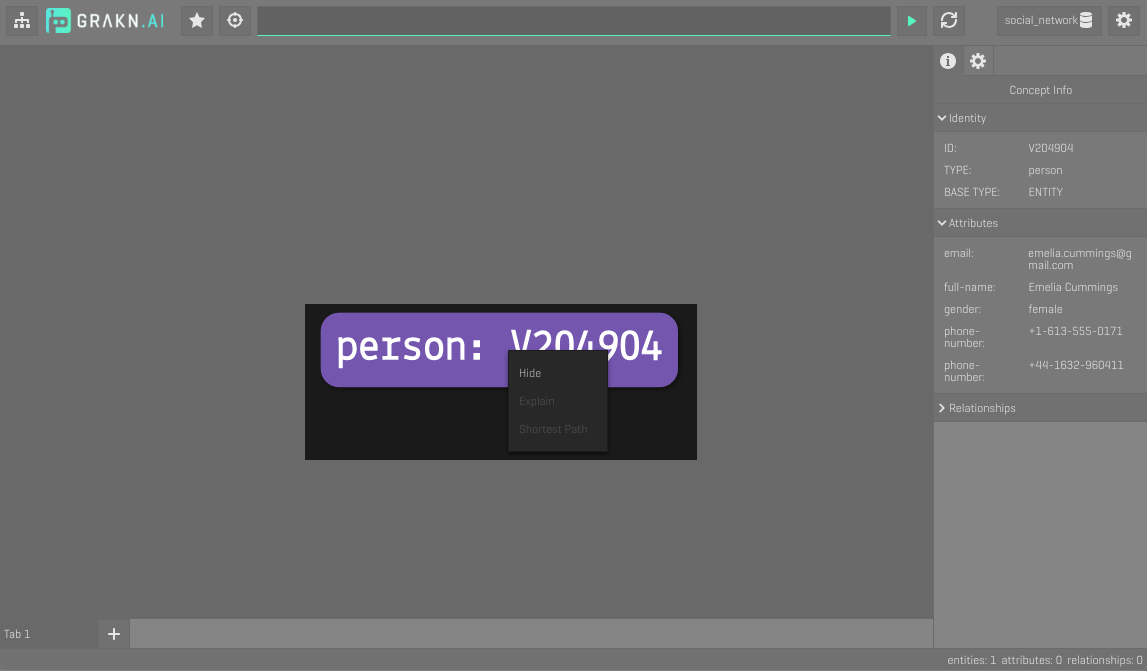 GRAKN.AI
social_network
Concept Info
Identity
ID: V204904
TYPE: person
BASE TYPE: ENTITY
Attributes
email: emelia.cummings@g
mail.com
full-name: Emelia Cummings
gender: female
phone- +1-613-555-0171
number:
phone- +44-1632-960411
number:
Relationships
person: V204904
Hide
Explain
Shortest Path
Tab 1
entities: 1 attributes: 0 relationships: 0